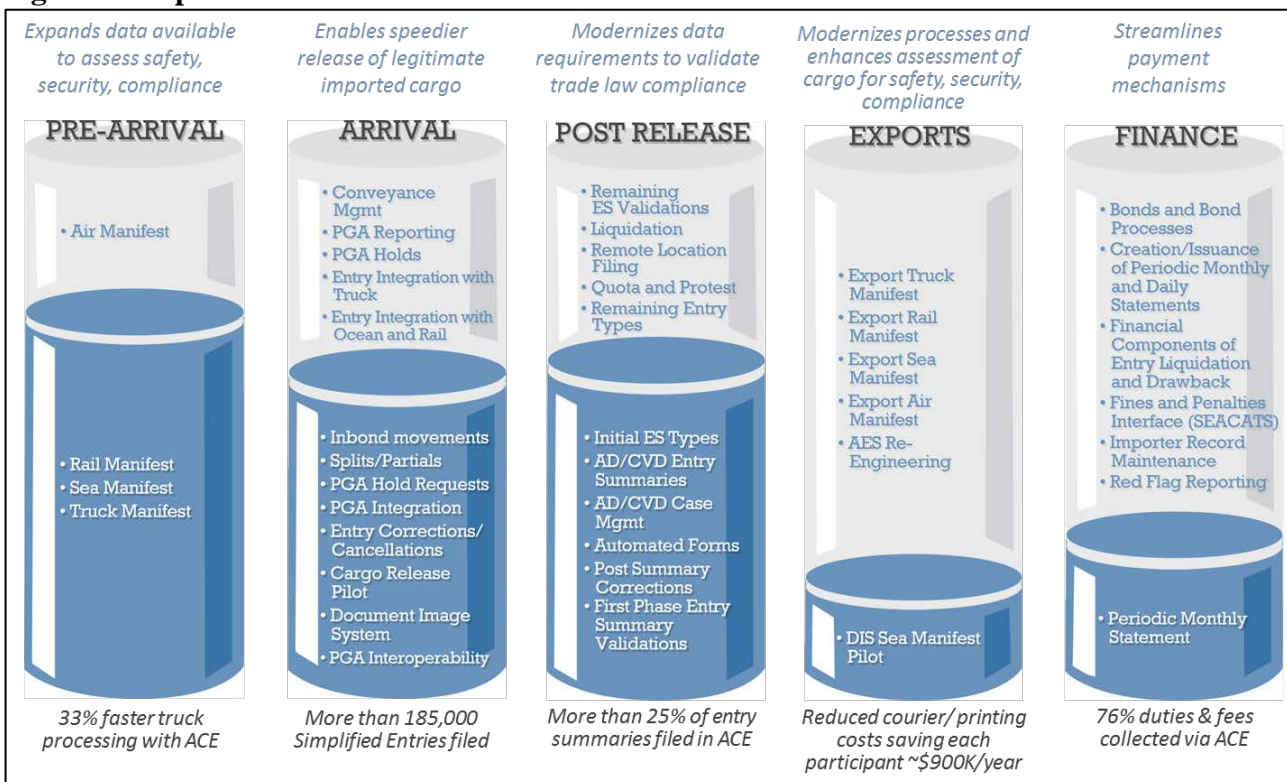 Expands data available
to assess safety,
security, compliance
PRE-ARRIVAL
• Air Manifest
• Rail Manifest
• Sea Manifest
• Truck Manifest
33% faster truck
processing with ACE
Enables speedier
release of legitimate
imported cargo
ARRIVAL
• Conveyance
Mgmt
• PGA Reporting
• PGA Holds
• Entry Integration with
Truck
• Entry Integration with
Ocean and Rail
• Inbond movements
• Splits/Partials
• PGA Hold Requests
• PGA Integration
• Entry Corrections/
Cancellations
• Cargo Release
Pilot
• Document Image
System
• PGA Interoperability
More than 185,000
Simplified Entries filed
Modernizes data
requirements to validate
trade law compliance
POST RELEASE
• Remaining
ES Validations
• Liquidation
• Remote Location
Filing
• Quota and Protest
• Remaining Entry
Types
• Initial ES Types
• AD/CVD Entry
Summaries
• AD/CVD Case
Mgmt
• Automated Forms
• Post Summary
Corrections
• First Phase Entry
Summary
Validations
More than 25% of entry
summaries filed in ACE
Modernizes processes and
enhances assessment of
cargo for safety, security,
compliance
EXPORTS
• Export Truck
Manifest
• Export Rail
Manifest
• Export Sea
Manifest
• Export Air
Manifest
• AES Re-
Engineering
• DIS Sea Manifest
Pilot
Reduced courier/ printing
costs saving each
participant ~$900K/year
Streamlines
payment
mechanisms
FINANCE
• Bonds and Bond
Processes
• Creation/Issuance
of Periodic Monthly
and Daily
Statements
• Financial
Components of
Entry Liquidation
and Drawback
• Fines and Penalties
Interface (SEACATS)
• Importer Record
Maintenance
• Red Flag Reporting
• Periodic Monthly
Statement
76% duties & fees
collected via ACE